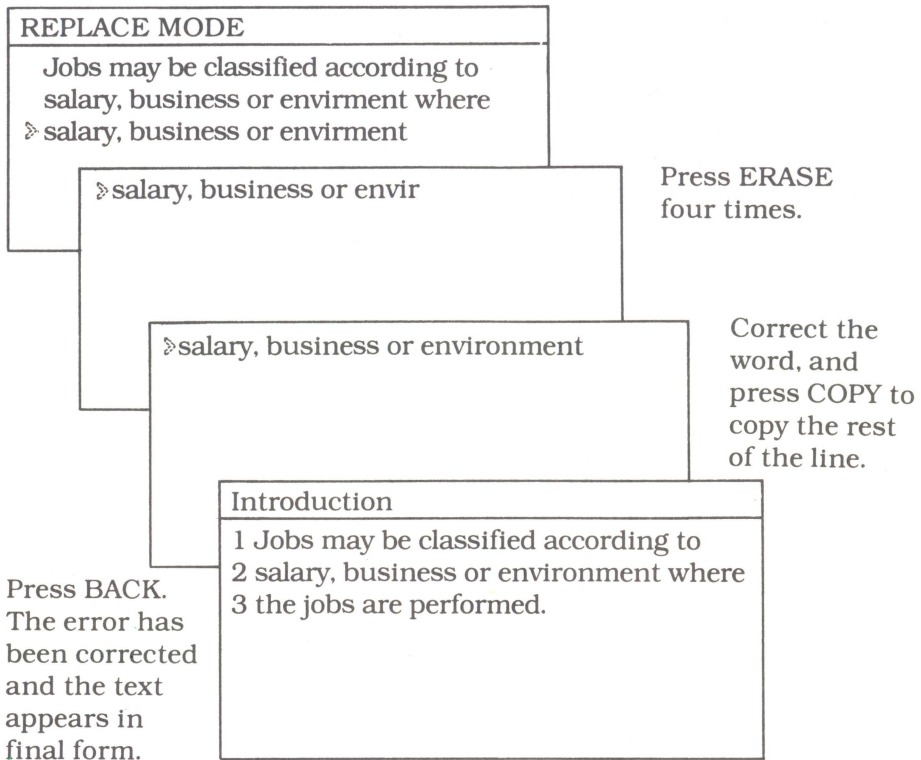 REPLACE MODE
Jobs may be classified according to
salary, business or envirment where
salary, business or envirment
salary, business or envir
Press ERASE
four times.
salary, business or environment
Correct the
word, and
press COPY to
copy the rest
of the line.
Introduction
1 Jobs may be classified according to
2 salary, business or environment where
3 the jobs are performed.
Press BACK.
The error has
been corrected
and the text
appears in
final form.